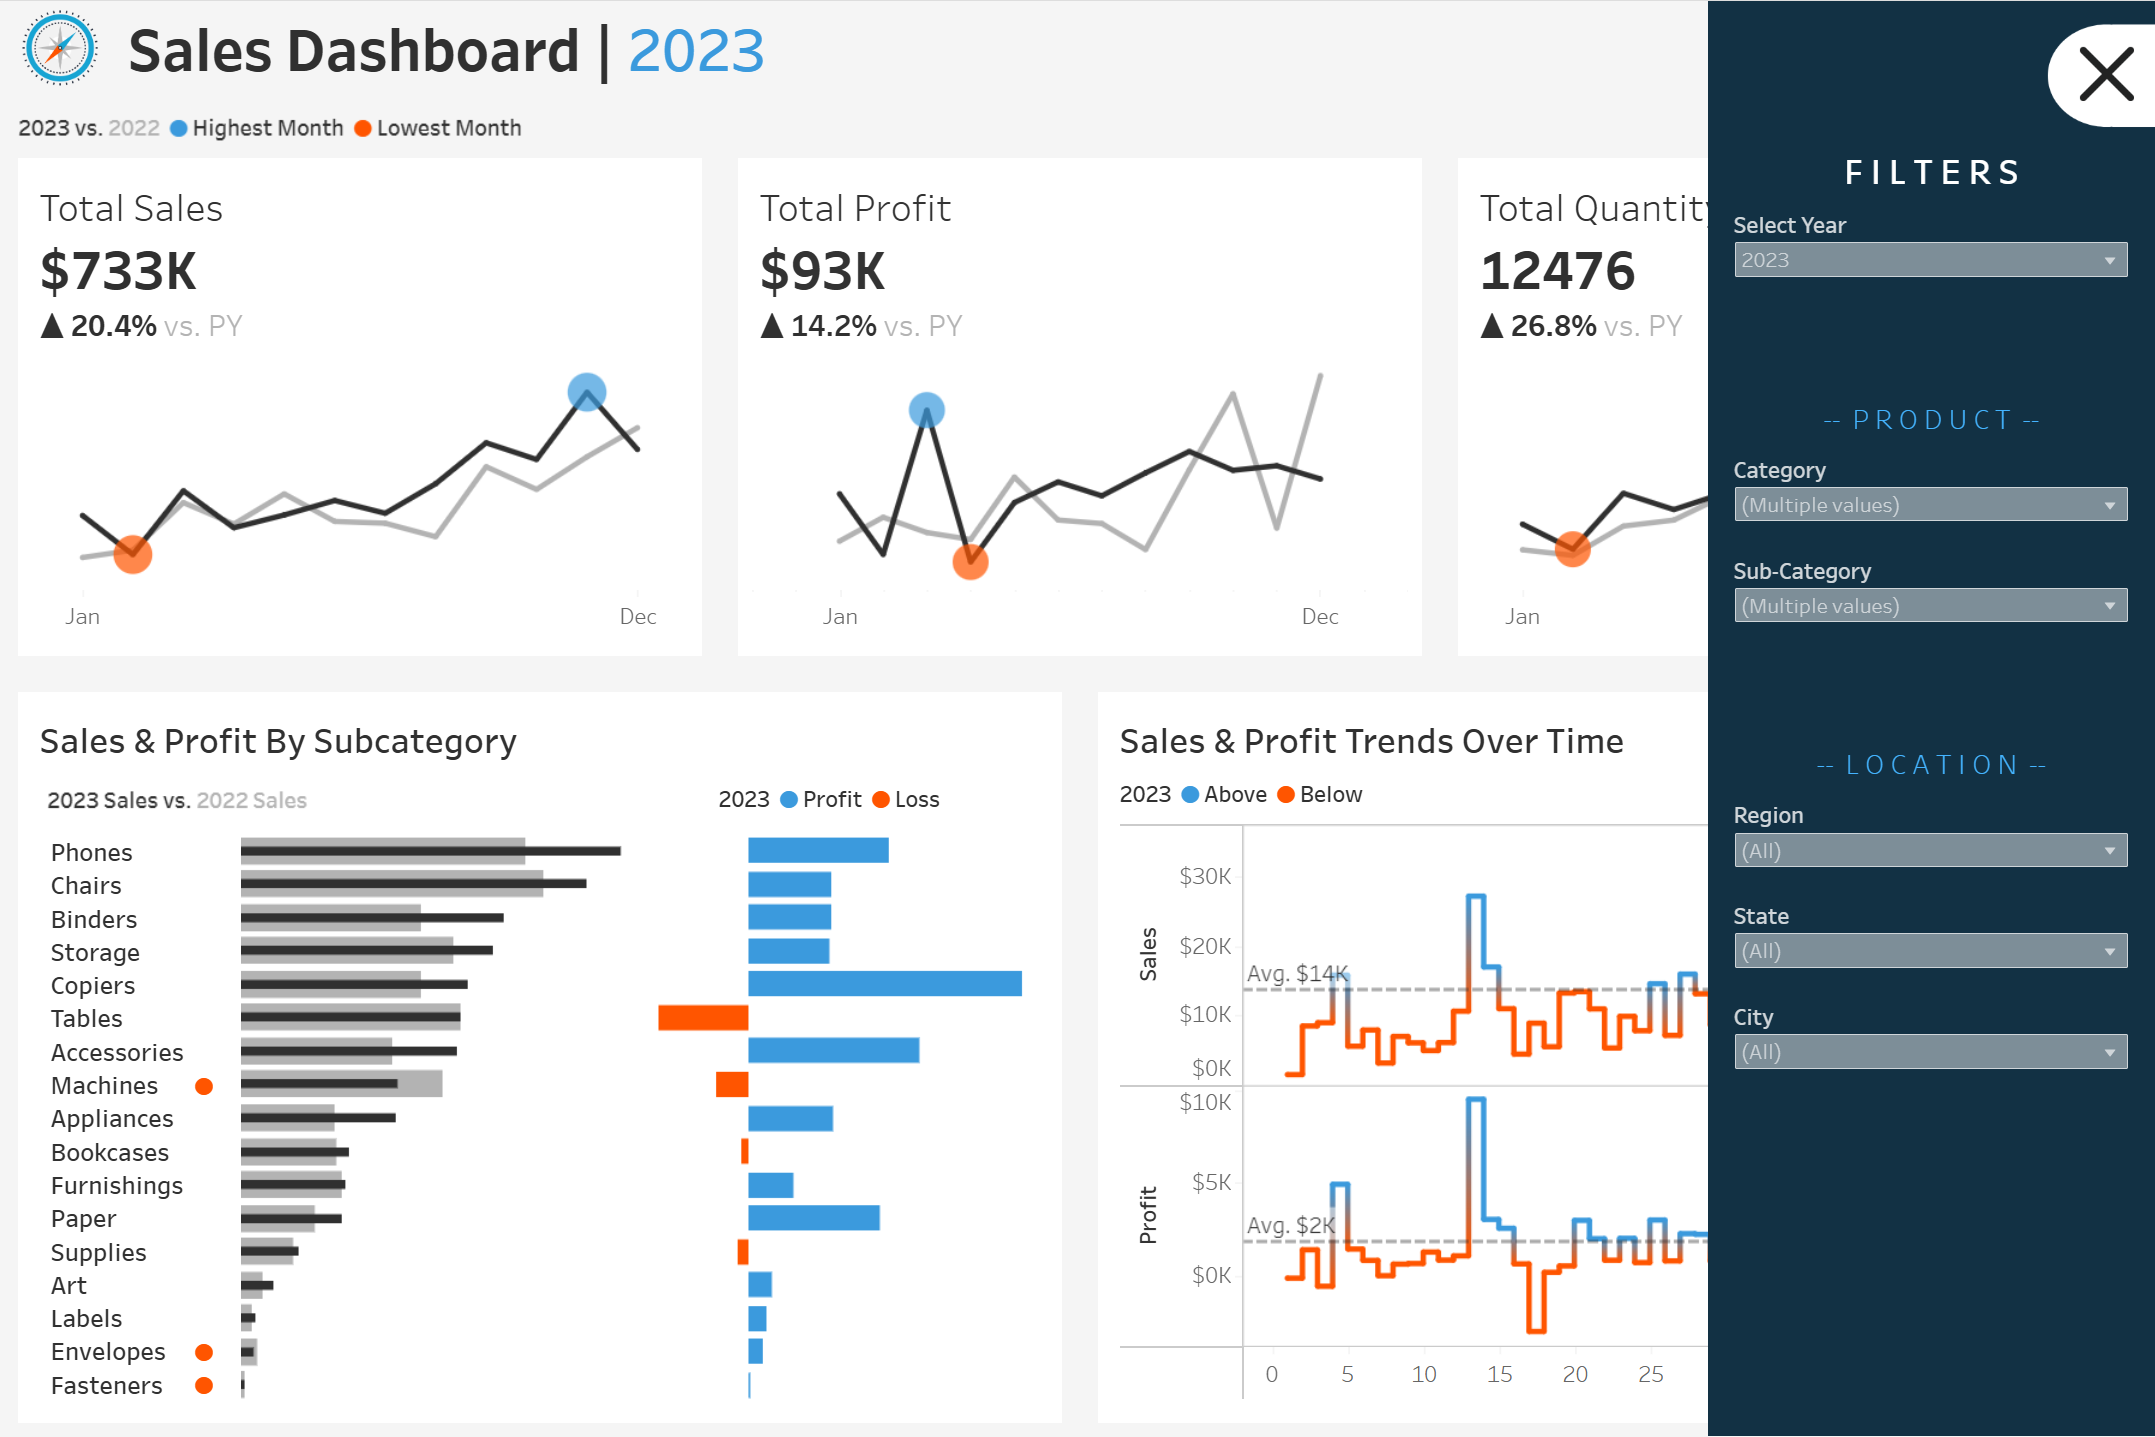 Sales Dashboard | 2023
2023 vs. 2022 Highest Month Lowest Month
Total Sales
$733K
▲ 20.4% vs. PY
Jan Dec
Total Profit
$93K
▲ 14.2% vs. PY
Jan Dec
Total Quantity
12476
▲ 26.8% vs. PY
Jan
Sales & Profit By Subcategory
2023 Sales vs. 2022 Sales
2023 Profit Loss
Phones
Chairs
Binders
Storage
Copiers
Tables
Accessories
Machines
Appliances
Bookcases
Furnishings
Paper
Supplies
Art
Labels
Envelopes
Fasteners
Sales & Profit Trends Over Time
2023 Above Below
Sales
$30K
$20K
Avg. $14K
$10K
$0K
Profit
$10K
$5K
Avg. $2K
$0K
0 5 10 15 20 25
FILTERS
Select Year
2023
-- PRODUCT --
Category
(Multiple values)
Sub-Category
(Multiple values)
-- LOCATION --
Region
(All)
State
(All)
City
(All)